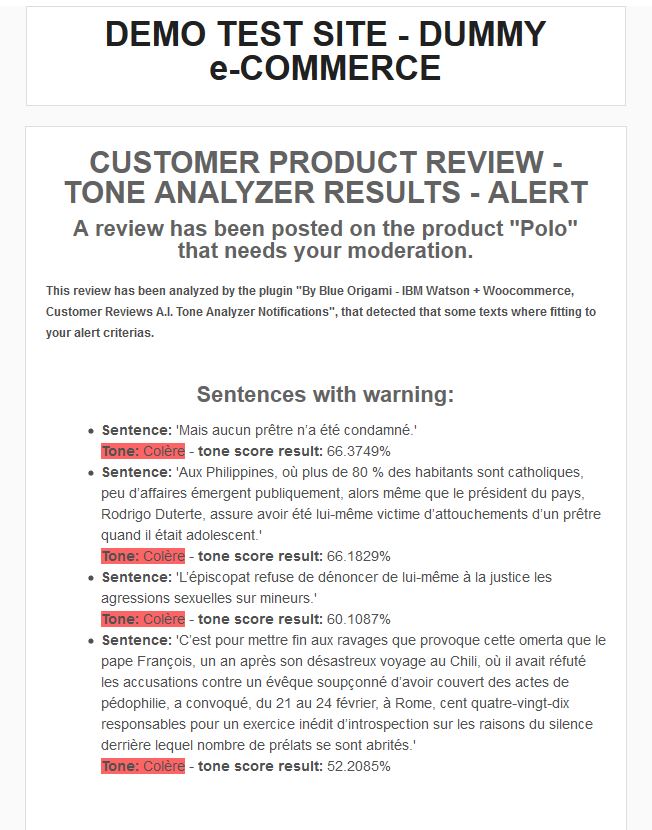 DEMO TEST SITE - DUMMY
e-COMMERCE
CUSTOMER PRODUCT REVIEW -
TONE ANALYZER RESULTS - ALERT
A review has been posted on the product "Polo"
that needs your moderation.
This review has been analyzed by the plugin "By Blue Origami - IBM Watson + Woocommerce,
Customer Reviews A.I. Tone Analyzer Notifications", that detected that some texts where fitting to
your alert criterias.
Sentences with warning:
• Sentence: 'Mais aucun prêtre n’a été condamné.'
Tone: Colère - tone score result: 66.3749%
• Sentence: 'Aux Philippines, où plus de 80 % des habitants sont catholiques,
peu d’affaires émergent publiquement, alors même que le président du pays,
Rodrigo Duterte, assure avoir été lui-même victime d’attouchements d’un prêtre
quand il était adolescent.'
Tone: Colère - tone score result: 66.1829%
• Sentence: 'L’épiscopat refuse de dénoncer de lui-même à la justice les
agressions sexuelles sur mineurs.'
Tone: Colère - tone score result: 60.1087%
• Sentence: 'C’est pour mettre fin aux ravages que provoque cette omerta que le
pape François, un an après son désastreux voyage au Chili, où il avait réfuté
les accusations contre un évêque soupçonné d’avoir couvert des actes de
pédophilie, a convoqué, du 21 au 24 février, à Rome, cent quatre-vingt-dix
responsables pour un exercice inédit d’introspection sur les raisons du silence
derrière lequel nombre de prélats se sont abrités.'
Tone: Colère - tone score result: 52.2085%